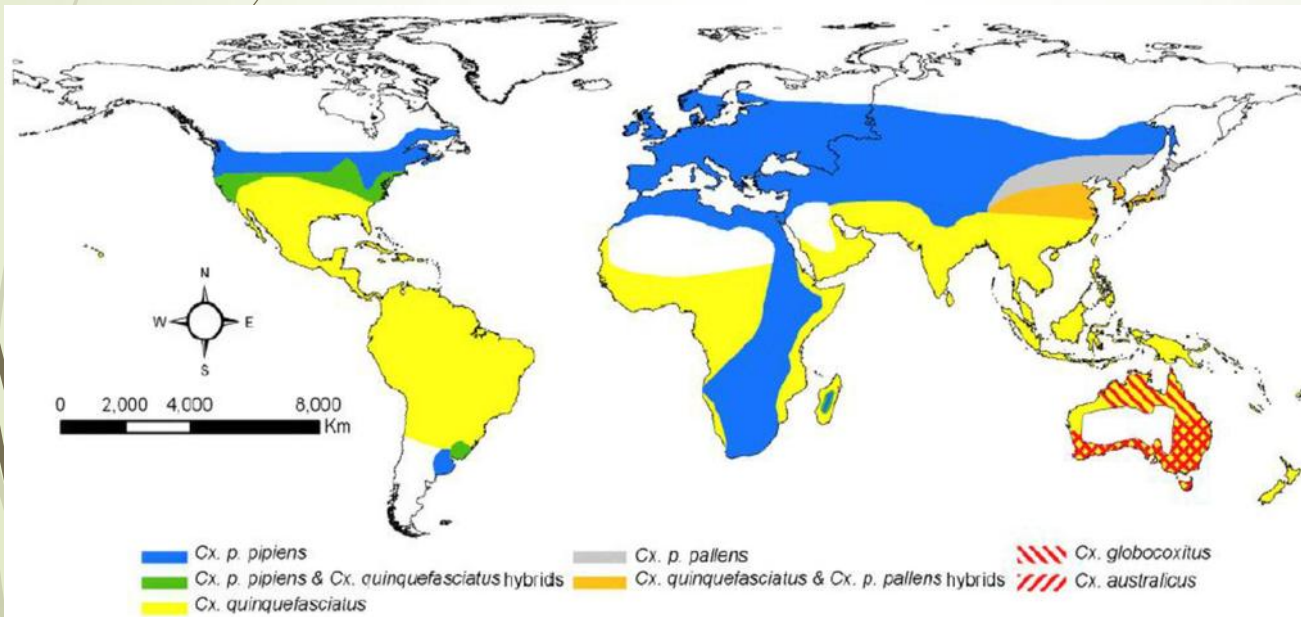 N
W E
S
0 2,000 4,000 8,000
Km
Cx. p. pipiens
Cx. p. pipiens & Cx. quinquefasciatus hybrids
Cx. quinquefasciatus
Cx. p. pallens
Cx. quinquefasciatus & Cx. p. pallens hybrids
Cx. globocoxitus
Cx. australicus